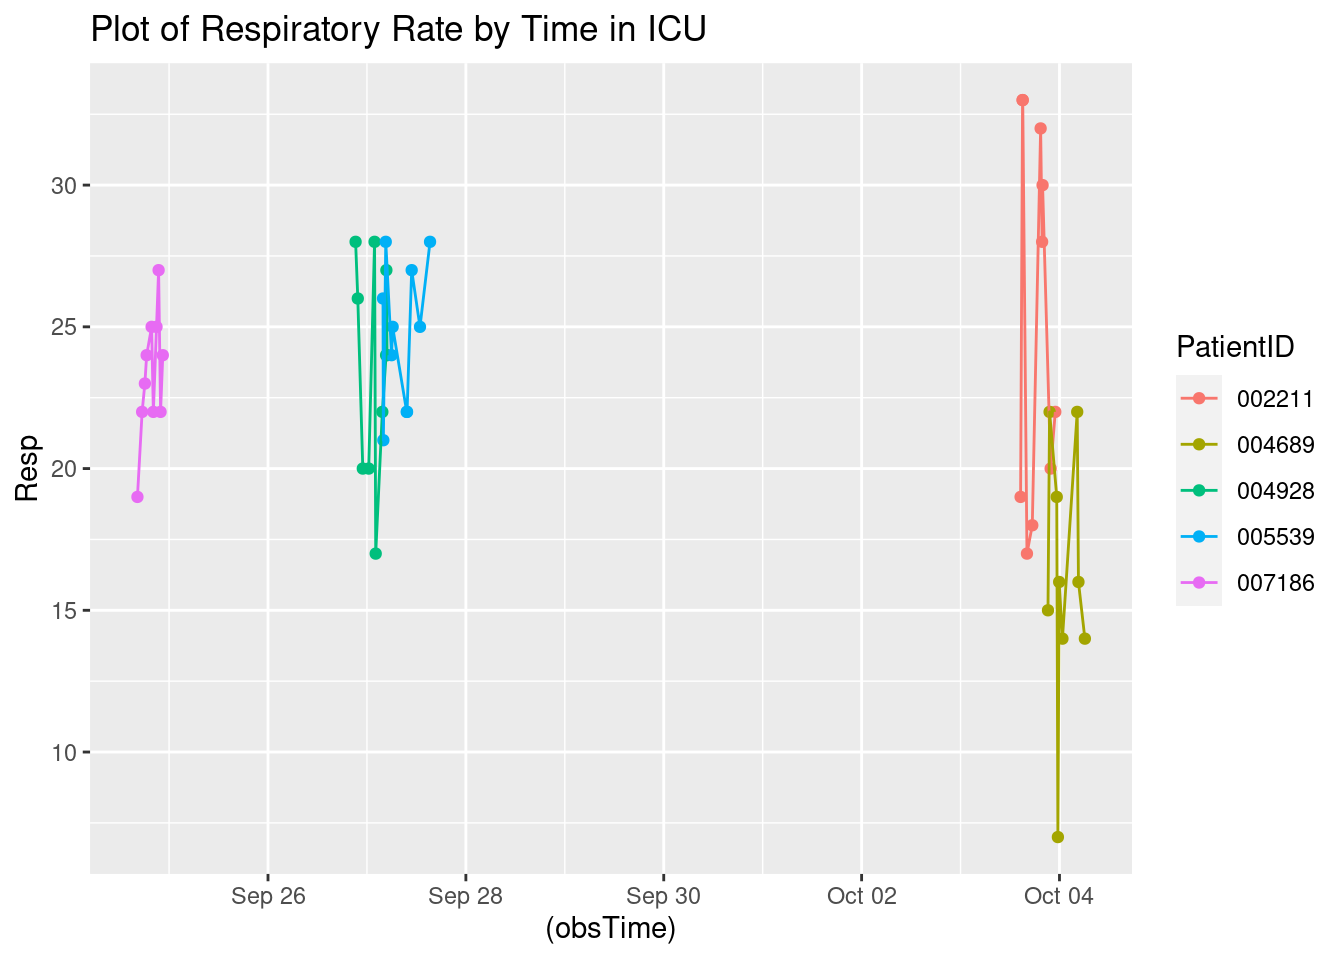 Plot of Respiratory Rate by Time in ICU
Resp
30
25
20
15
10
Sep 26
Sep 28
Sep 30
Oct 02
Oct 04
(obsTime)
PatientID
002211
004689
004928
005539
007186